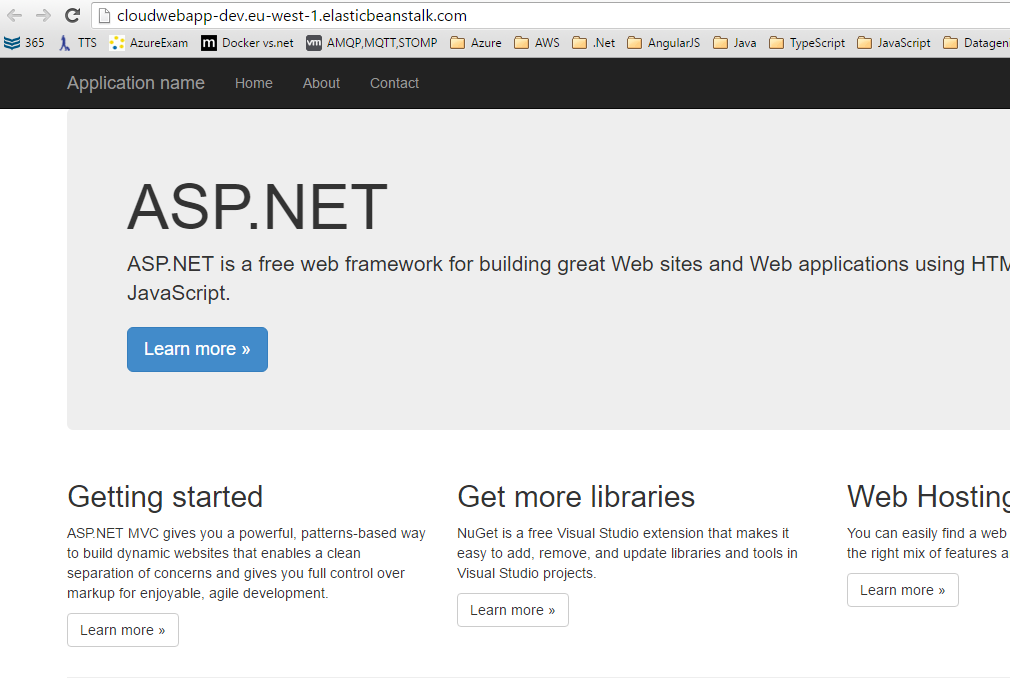 cloudwebapp-dev.eu-west-1.elasticbeanstalk.com
365 TTS AzureExam m Docker vs.net vm AMQP,MQTT,STOMP Azure AWS .Net AngularJS Java TypeScript JavaScript Datagen
Application name Home About Contact
ASP.NET
ASP.NET is a free web framework for building great Web sites and Web applications using HTM
JavaScript.
Learn more »
Getting started
ASP.NET MVC gives you a powerful, patterns-based way
to build dynamic websites that enables a clean
separation of concerns and gives you full control over
markup for enjoyable, agile development.
Learn more »
Get more libraries
NuGet is a free Visual Studio extension that makes it
easy to add, remove, and update libraries and tools in
Visual Studio projects.
Learn more »
Web Hosting
You can easily find a web
the right mix of features a
Learn more »